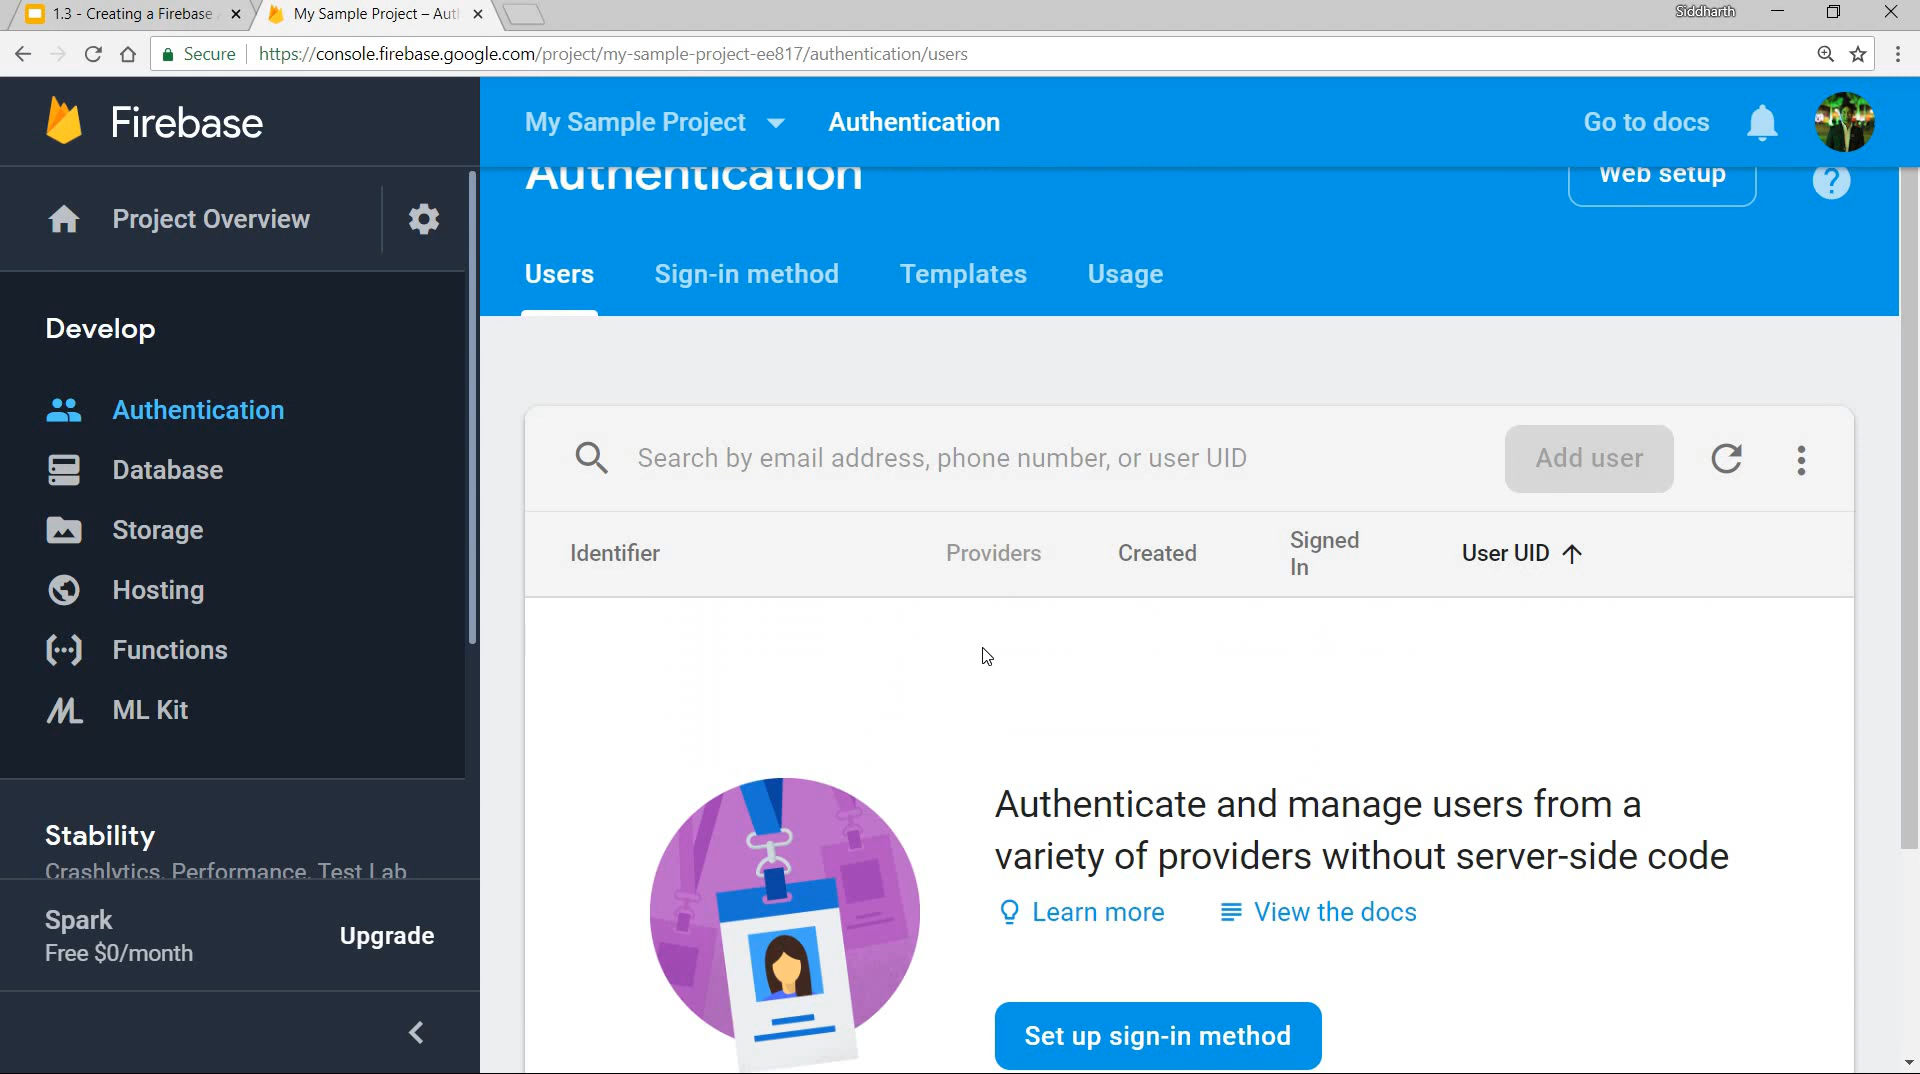 1.3 - Creating a Firebase
My Sample Project – Aut
Siddharth
Secure
https://console.firebase.google.com/project/my-sample-project-ee817/authentication/users
Firebase
My Sample Project
Authentication
Go to docs
Authentication
Web setup
?
Project Overview
Users
Sign-in method
Templates
Usage
Develop
Authentication
Database
Storage
Hosting
Functions
ML Kit
Search by email address, phone number, or user UID
Add user
Identifier
Providers
Created
Signed
In
User UID
Authenticate and manage users from a
variety of providers without server-side code
Learn more
View the docs
Set up sign-in method
Stability
Crashlytics, Performance, Test Lab
Spark
Free $0/month
Upgrade